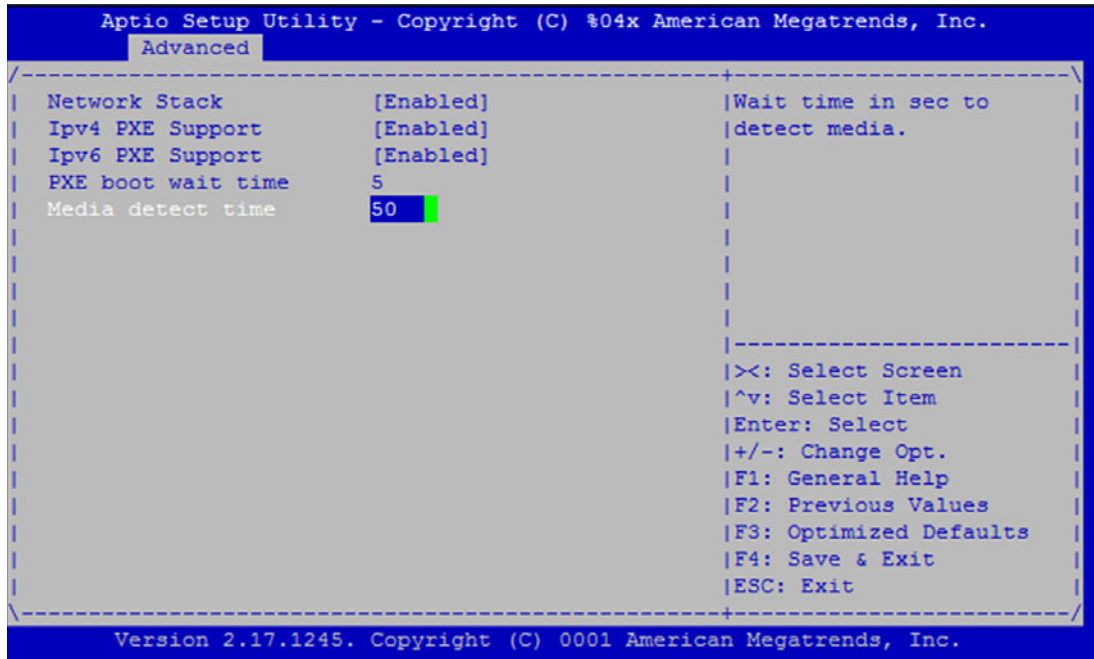 Aptio Setup Utility - Copyright (C) %04x American Megatrends, Inc.
Advanced
/----------------------------------------------------+-------------------------\
| Network Stack [Enabled] |Wait time in sec to |
| Ipv4 PXE Support [Enabled] |detect media. |
| Ipv6 PXE Support [Enabled] | |
| PXE boot wait time 5 | |
| Media detect time 50 | |
|-------------------------|
|><: Select Screen |
|^v: Select Item |
|Enter: Select |
|+/-: Change Opt. |
|F1: General Help |
|F2: Previous Values |
|F3: Optimized Defaults |
|F4: Save & Exit |
|ESC: Exit |
\----------------------------------------------------+-------------------------/
Version 2.17.1245. Copyright (C) 0001 American Megatrends, Inc.